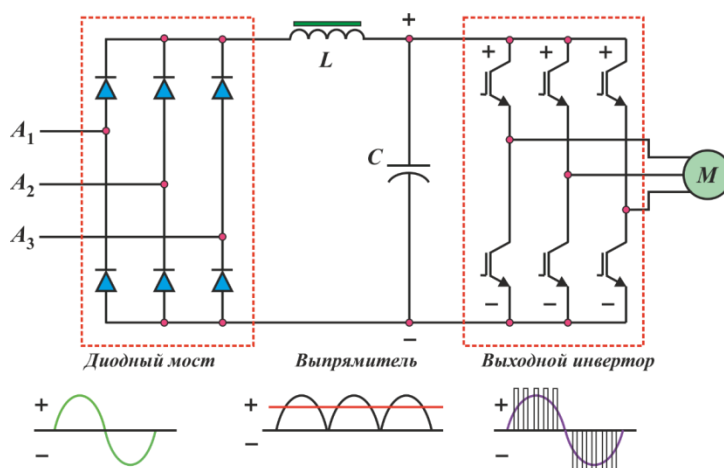 +
L
+ + +
A₁
C
M
A₂
A₃
− − −
−
Диодный мост Выпрямитель Выходной инвертор
+ + +
− − −